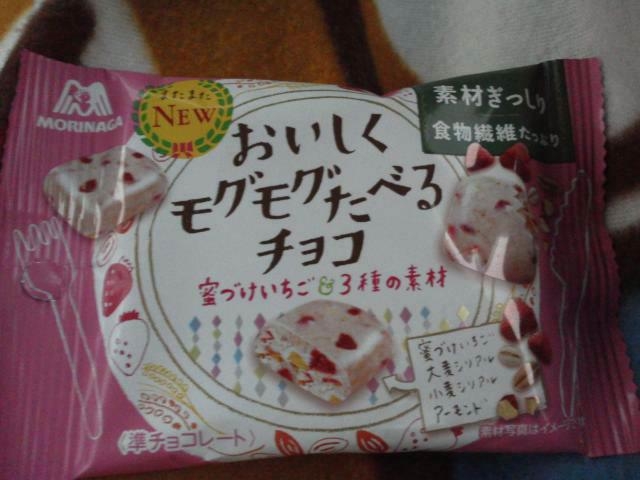 MORINAGA
まだまだ
NEW
素材ぎっしり
食物繊維たっぷり
おいしく
モグモグたべる
チョコ
蜜づけいちご&3種の素材
蜜づけいちご
大麦シリアル
小麦シリアル
アーモンド
〈準チョコレート〉
素材写真はイメージです